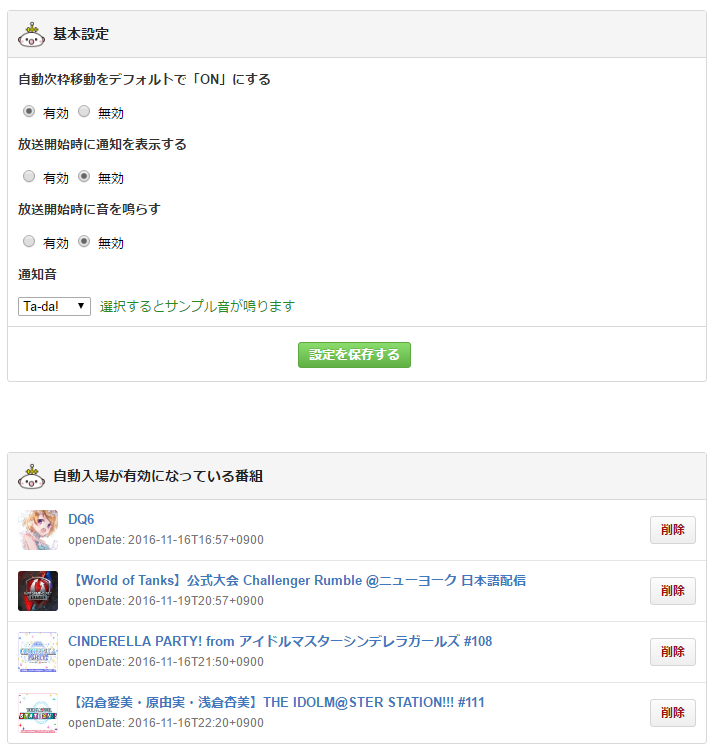 基本設定
自動次枠移動をデフォルトで「ON」にする
有効 無効
放送開始時に通知を表示する
有効 無効
放送開始時に音を鳴らす
有効 無効
通知音
Ta-da! 選択するとサンプル音が鳴ります
設定を保存する
自動入場が有効になっている番組
DQ6
openDate: 2016-11-16T16:57+0900
削除
【World of Tanks】公式大会 Challenger Rumble @ニューヨーク 日本語配信
openDate: 2016-11-19T20:57+0900
削除
CINDERELLA PARTY! from アイドルマスターシンデレラガールズ #108
openDate: 2016-11-16T21:50+0900
削除
【沼倉愛美・原由実・浅倉杏美】THE IDOLM@STER STATION!!! #111
openDate: 2016-11-16T22:20+0900
削除